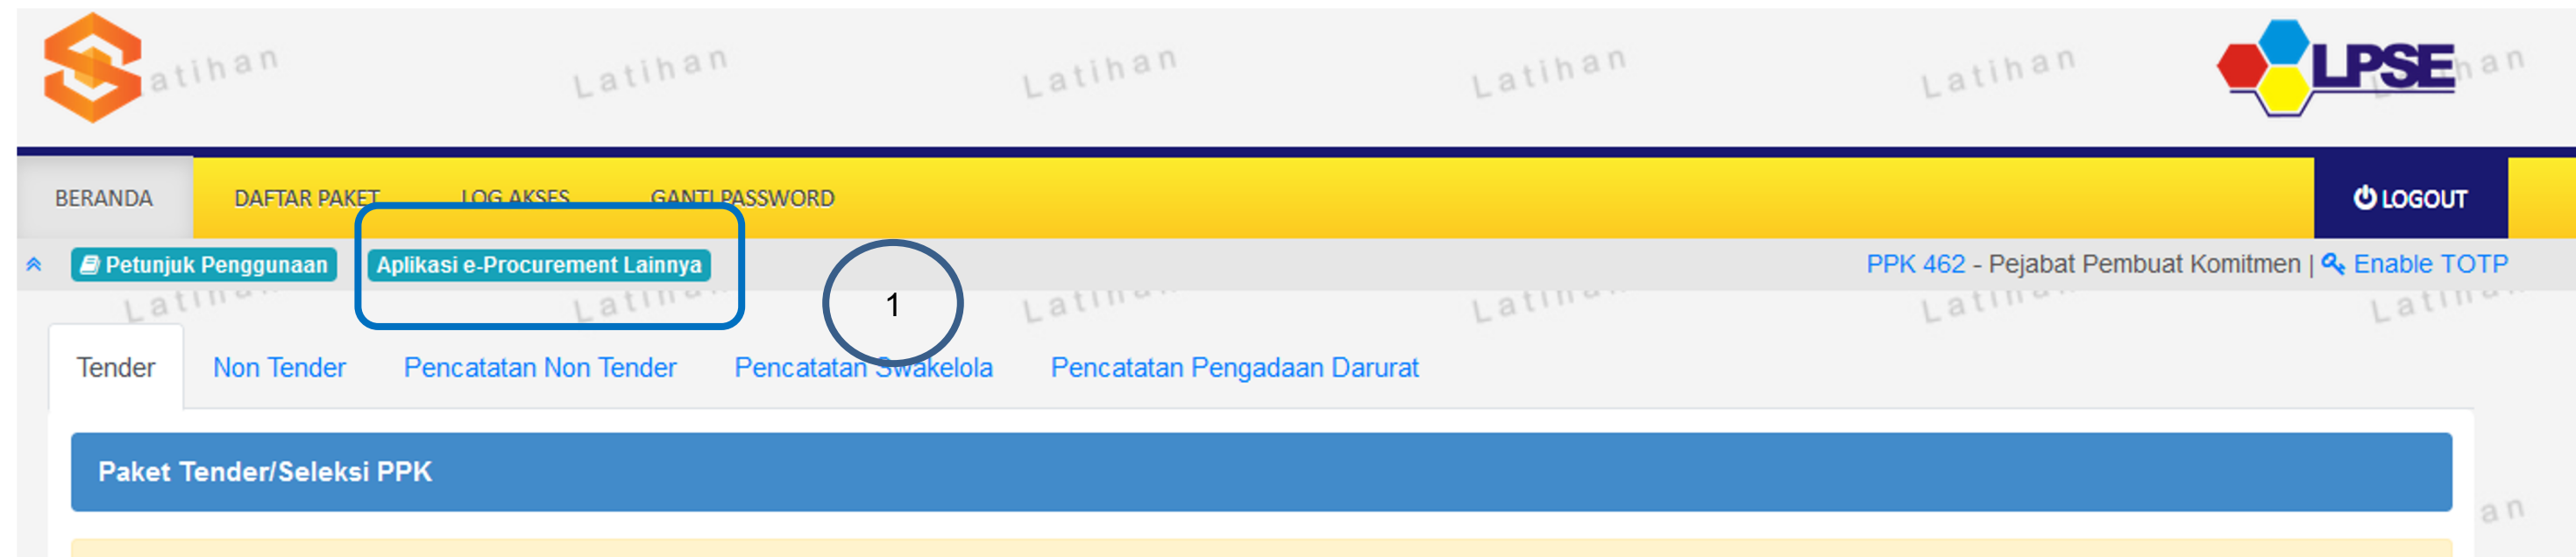 Latihan Latihan Latihan Latihan LPSE
BERANDA DAFTAR PAKET LOG AKSES GANTI PASSWORD LOGOUT
Petunjuk Penggunaan Aplikasi e-Procurement Lainnya 1 PPK 462 - Pejabat Pembuat Komitmen | Enable TOTP
Tender Non Tender Pencatatan Non Tender Pencatatan Swakelola Pencatatan Pengadaan Darurat
Paket Tender/Seleksi PPK